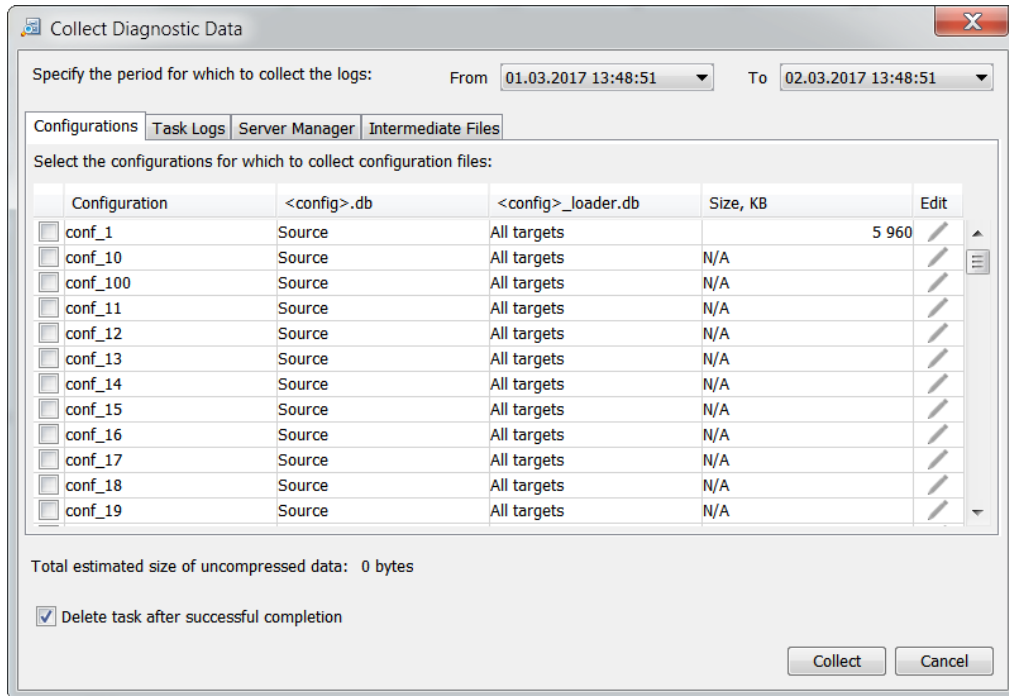 Collect Diagnostic Data
Specify the period for which to collect the logs: From 01.03.2017 13:48:51 To 02.03.2017 13:48:51
Configurations Task Logs Server Manager Intermediate Files
Select the configurations for which to collect configuration files:
Configuration <config>.db <config>_loader.db Size, KB Edit
conf_1 Source All targets 5 960
conf_10 Source All targets N/A
conf_100 Source All targets N/A
conf_11 Source All targets N/A
conf_12 Source All targets N/A
conf_13 Source All targets N/A
conf_14 Source All targets N/A
conf_15 Source All targets N/A
conf_16 Source All targets N/A
conf_17 Source All targets N/A
conf_18 Source All targets N/A
conf_19 Source All targets N/A
Total estimated size of uncompressed data: 0 bytes
Delete task after successful completion
Collect Cancel